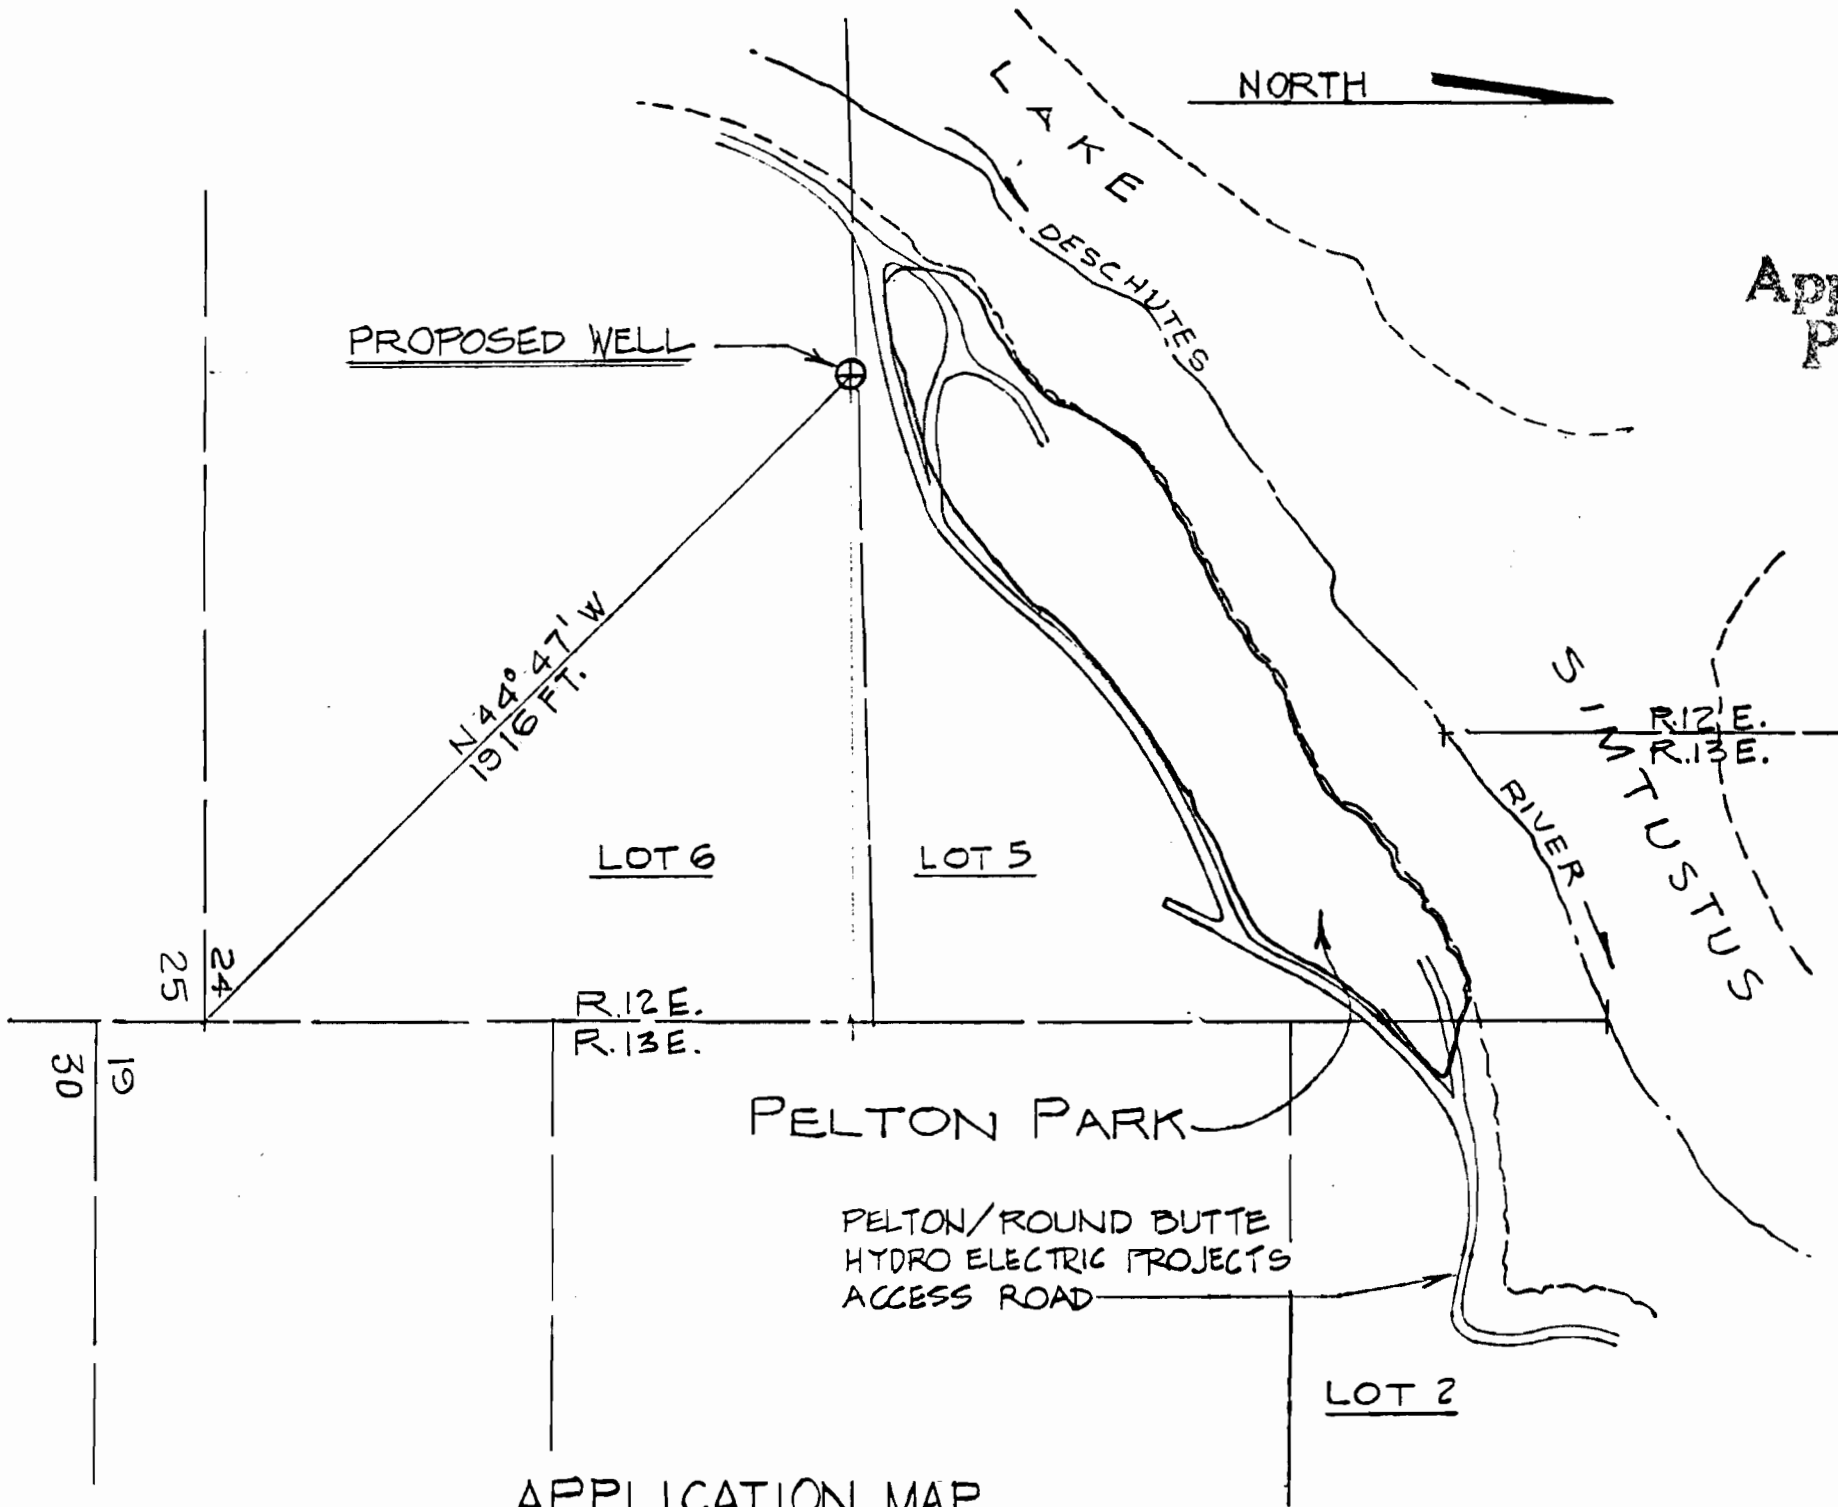 NORTH
LAKE
DESCHUTES
PROPOSED WELL
N 44° 47' W
1916 FT.
SIMTUSTUS
R.12 E.
R.13 E.
RIVER
LOT 6
LOT 5
25
24
R.12 E.
R.13 E.
30
19
PELTON PARK
PELTON/ROUND BUTTE
HYDRO ELECTRIC PROJECTS
ACCESS ROAD
LOT 2
APPLICATION MAP